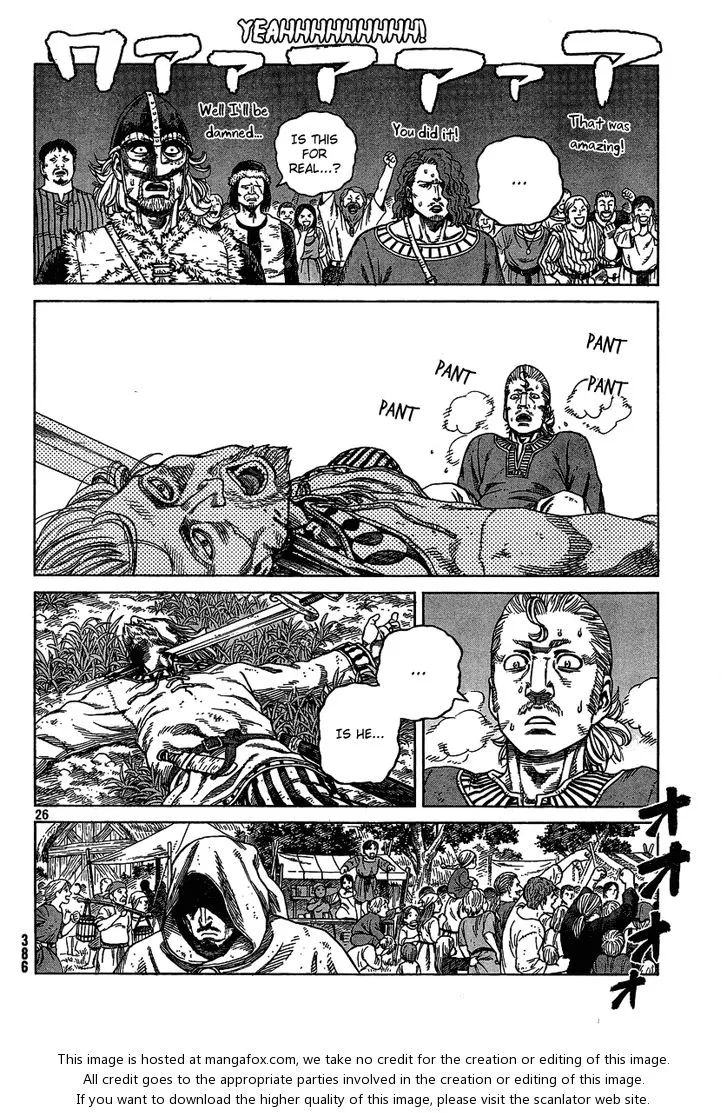 YEAHHHHHHHHHH!
ワァァァァァァ
Well I'll be
damned...
IS THIS
FOR
REAL...?
You did it!
...
That was
amazing!
PANT
PANT
PANT
PANT
...
IS HE...
26
オオオオ
386
This image is hosted at mangafox.com, we take no credit for the creation or editing of this image.
All credit goes to the appropriate parties involved in the creation or editing of this image.
If you want to download the higher quality of this image, please visit the scanlator web site.